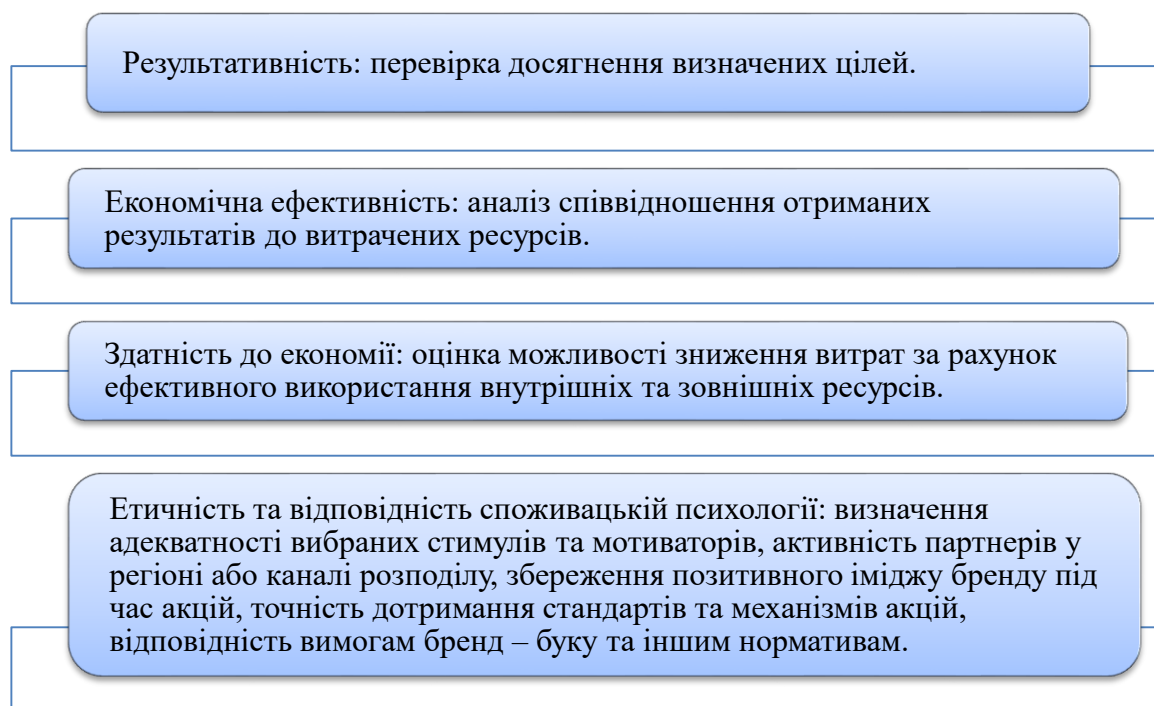 Результативність: перевірка досягнення визначених цілей.
Економічна ефективність: аналіз співвідношення отриманих
результатів до витрачених ресурсів.
Здатність до економії: оцінка можливості зниження витрат за рахунок
ефективного використання внутрішніх та зовнішніх ресурсів.
Етичність та відповідність споживацькій психології: визначення
адекватності вибраних стимулів та мотиваторів, активність партнерів у
регіоні або каналі розподілу, збереження позитивного іміджу бренду під
час акцій, точність дотримання стандартів та механізмів акцій,
відповідність вимогам бренд – буку та іншим нормативам.